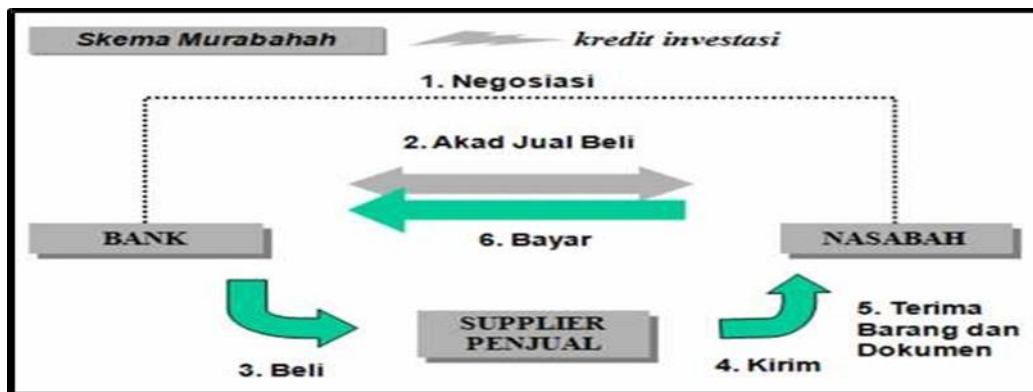 Skema Murabahah
kredit investasi
1. Negosiasi
2. Akad Jual Beli
BANK
6. Bayar
NASABAH
SUPPLIER
PENJUAL
3. Beli
4. Kirim
5. Terima
Barang dan
Dokumen